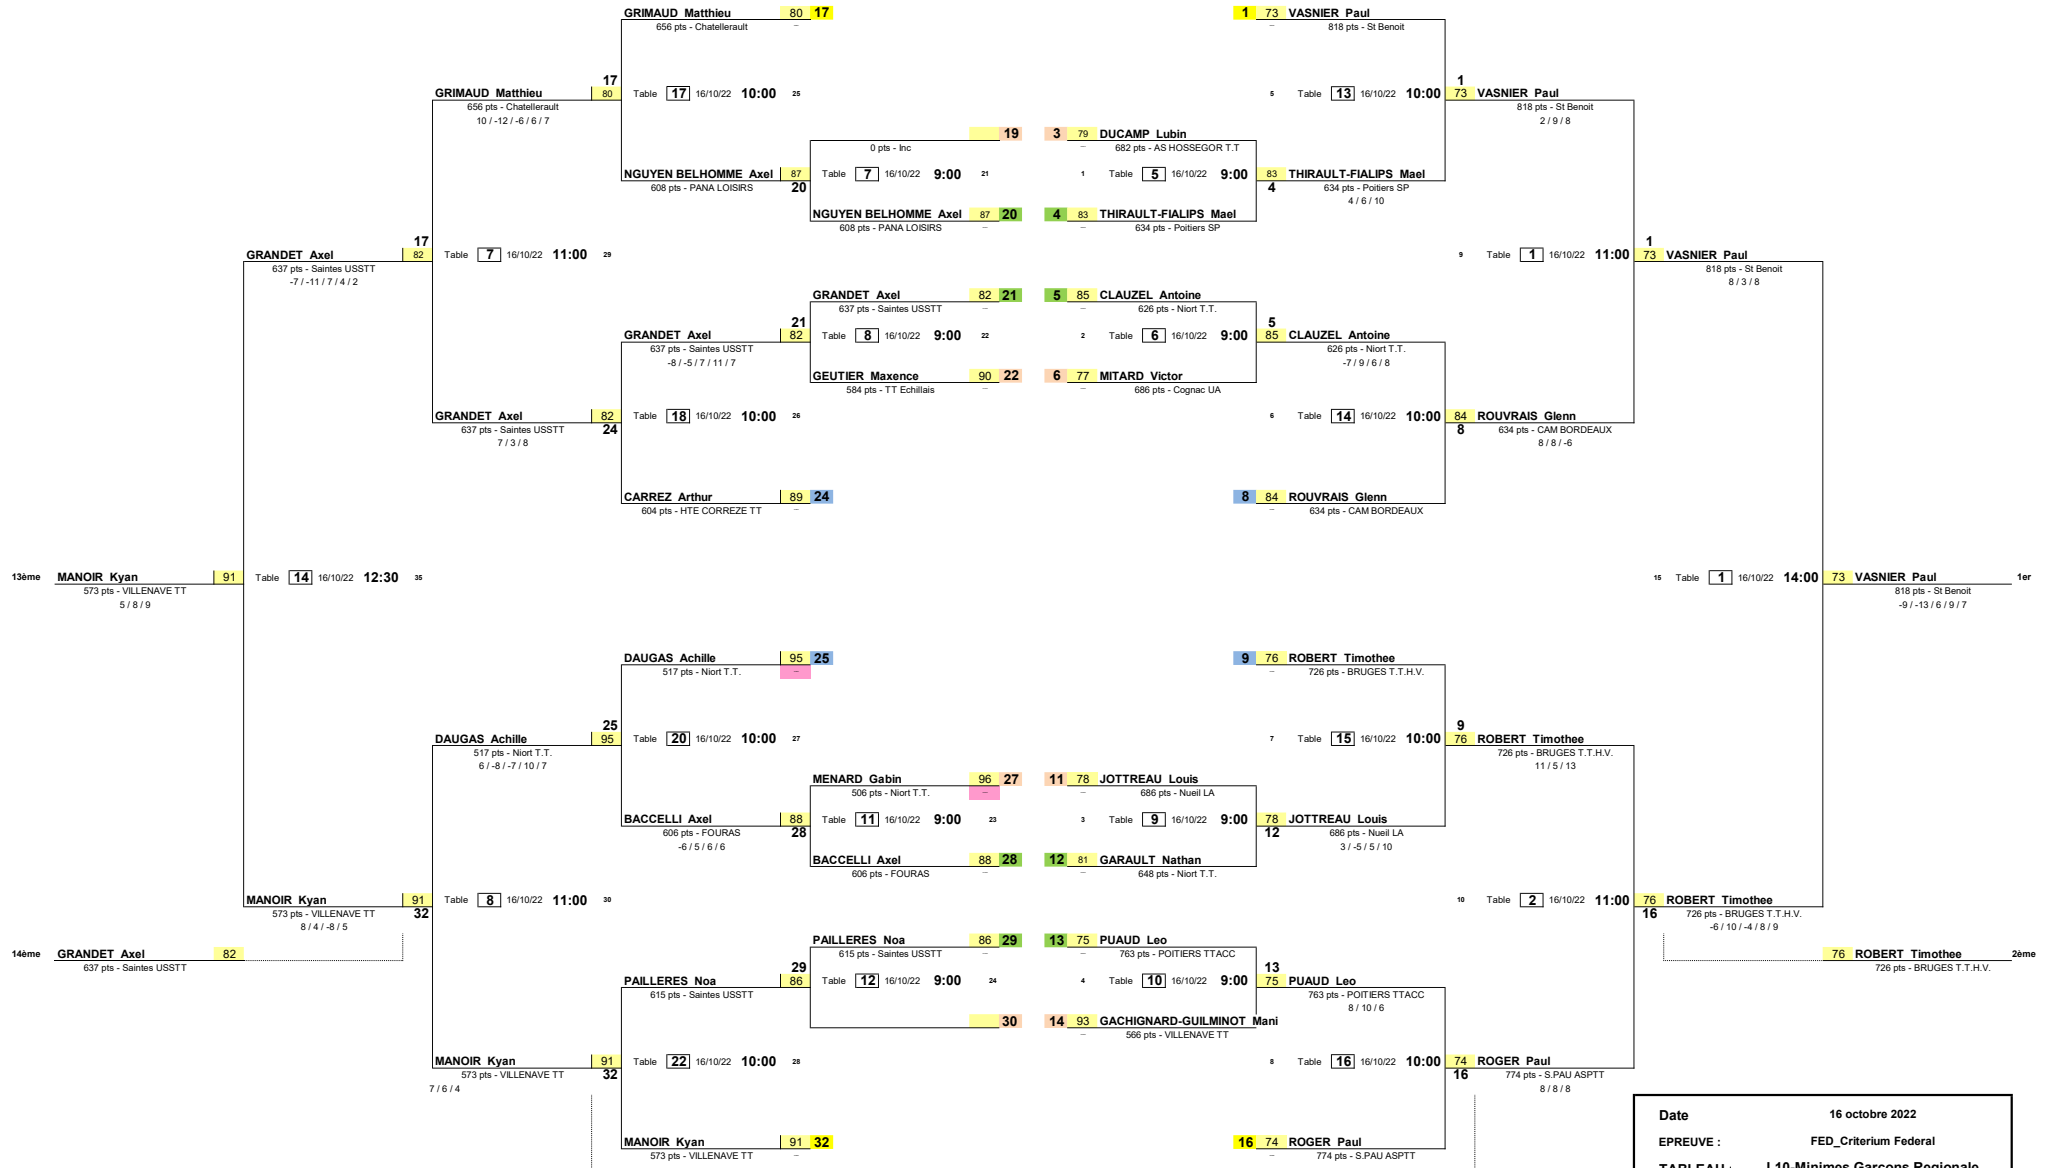 GRIMAUD Matthieu 80 17
656 pts - Chatellerault –
1 73 VASNIER Paul
– 818 pts - St Benoit
17
GRIMAUD Matthieu 80 Table 17 16/10/22 10:00 25
656 pts - Chatellerault
10 / -12 / -6 / 6 / 7
1
5 Table 13 16/10/22 10:00 73 VASNIER Paul
818 pts - St Benoit
2 / 9 / 8
19
0 pts - Inc
3 79 DUCAMP Lubin
– 682 pts - AS HOSSEGOR T.T
NGUYEN BELHOMME Axel 87 Table 7 16/10/22 9:00 21
608 pts - PANA LOISIRS 20
1 Table 5 16/10/22 9:00 83 THIRAULT-FIALIPS Mael
4 634 pts - Poitiers SP
4 / 6 / 10
NGUYEN BELHOMME Axel 87 20
608 pts - PANA LOISIRS –
4 83 THIRAULT-FIALIPS Mael
– 634 pts - Poitiers SP
17
GRANDET Axel 82 Table 7 16/10/22 11:00 29
637 pts - Saintes USSTT
-7 / -11 / 7 / 4 / 2
1
9 Table 1 16/10/22 11:00 73 VASNIER Paul
818 pts - St Benoit
8 / 3 / 8
GRANDET Axel 82 21
637 pts - Saintes USSTT –
5 85 CLAUZEL Antoine
– 626 pts - Niort T.T.
21
GRANDET Axel 82 Table 8 16/10/22 9:00 22
637 pts - Saintes USSTT
-8 / -5 / 7 / 11 / 7
5
2 Table 6 16/10/22 9:00 85 CLAUZEL Antoine
626 pts - Niort T.T.
-7 / 9 / 6 / 8
GEUTIER Maxence 90 22
584 pts - TT Echillais –
6 77 MITARD Victor
– 686 pts - Cognac UA
GRANDET Axel 82 Table 18 16/10/22 10:00 26
637 pts - Saintes USSTT 24
7 / 3 / 8
6 Table 14 16/10/22 10:00 84 ROUVRAIS Glenn
8 634 pts - CAM BORDEAUX
8 / 8 / -6
CARREZ Arthur 89 24
604 pts - HTE CORREZE TT –
8 84 ROUVRAIS Glenn
– 634 pts - CAM BORDEAUX
13ème MANOIR Kyan 91 Table 14 16/10/22 12:30 35
573 pts - VILLENAVE TT
5 / 8 / 9
15 Table 1 16/10/22 14:00 73 VASNIER Paul 1er
818 pts - St Benoit
-9 / -13 / 6 / 9 / 7
DAUGAS Achille 95 25
517 pts - Niort T.T. –
9 76 ROBERT Timothee
– 726 pts - BRUGES T.T.H.V.
25
DAUGAS Achille 95 Table 20 16/10/22 10:00 27
517 pts - Niort T.T.
6 / -8 / -7 / 10 / 7
9
7 Table 15 16/10/22 10:00 76 ROBERT Timothee
726 pts - BRUGES T.T.H.V.
11 / 5 / 13
MENARD Gabin 96 27
506 pts - Niort T.T. –
11 78 JOTTREAU Louis
– 686 pts - Nueil LA
BACCELLI Axel 88 Table 11 16/10/22 9:00 23
606 pts - FOURAS 28
-6 / 5 / 6 / 6
3 Table 9 16/10/22 9:00 78 JOTTREAU Louis
12 686 pts - Nueil LA
3 / -5 / 5 / 10
BACCELLI Axel 88 28
606 pts - FOURAS –
12 81 GARAULT Nathan
– 648 pts - Niort T.T.
MANOIR Kyan 91 Table 8 16/10/22 11:00 30
573 pts - VILLENAVE TT 32
8 / 4 / -8 / 5
10 Table 2 16/10/22 11:00 76 ROBERT Timothee
16 726 pts - BRUGES T.T.H.V.
-6 / 10 / -4 / 8 / 9
14ème GRANDET Axel 82
637 pts - Saintes USSTT
PAILLERES Noa 86 29
615 pts - Saintes USSTT –
13 75 PUAUD Leo
– 763 pts - POITIERS TTACC
76 ROBERT Timothee 2ème
726 pts - BRUGES T.T.H.V.
29
PAILLERES Noa 86 Table 12 16/10/22 9:00 24
615 pts - Saintes USSTT
13
4 Table 10 16/10/22 9:00 75 PUAUD Leo
763 pts - POITIERS TTACC
8 / 10 / 6
30
14 93 GACHIGNARD-GUILMINOT Mani
– 566 pts - VILLENAVE TT
MANOIR Kyan 91 Table 22 16/10/22 10:00 28
573 pts - VILLENAVE TT 32
7 / 6 / 4
8 Table 16 16/10/22 10:00 74 ROGER Paul
16 774 pts - S.PAU ASPTT
8 / 8 / 8
MANOIR Kyan 91 32
573 pts - VILLENAVE TT –
16 74 ROGER Paul
– 774 pts - S.PAU ASPTT
Date 16 octobre 2022
EPREUVE : FED_Criterium Federal
TABLEAU : L10-Minimes Garçons Regionale